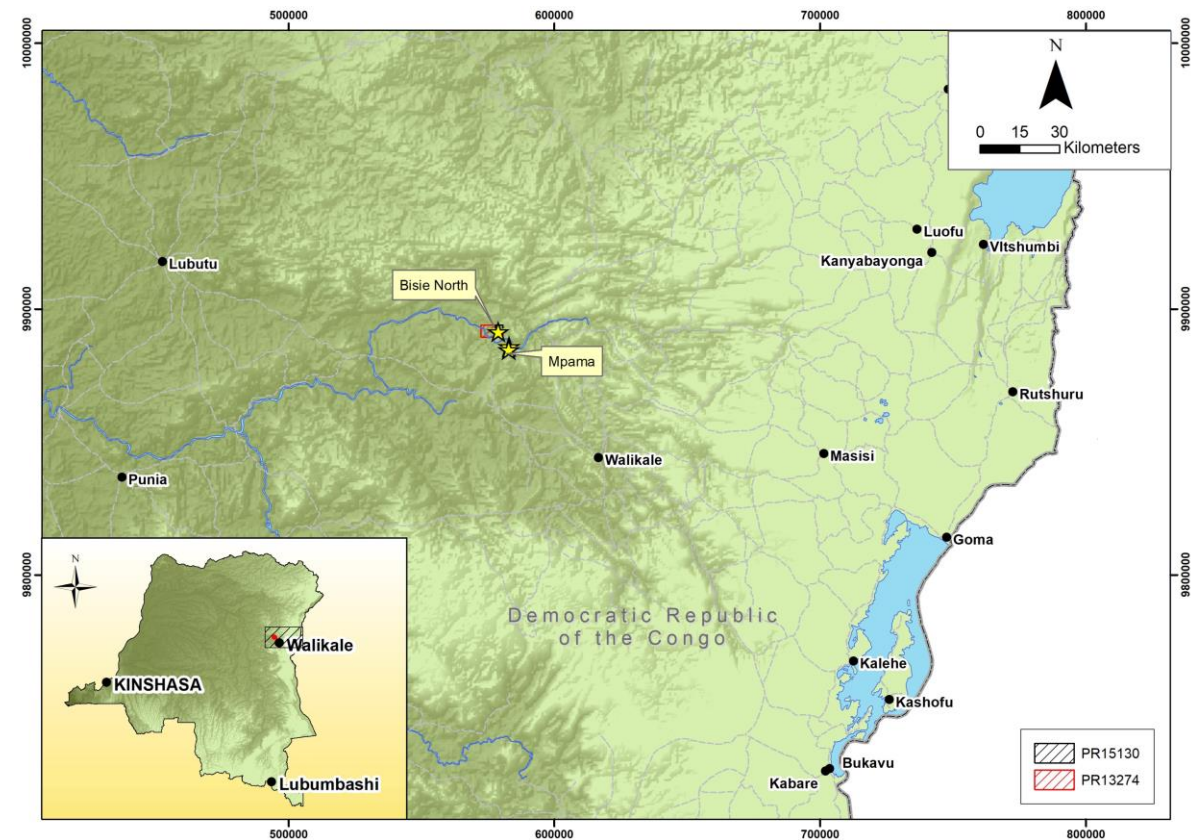 500000
600000
700000
800000
10000000
10000000
N
0 15 30
Kilometers
Luofu
Vltshumbi
Kanyabayonga
Lubutu
Bisie North
9900000
9900000
Mpama
Rutshuru
Walikale
Masisi
Punia
Goma
9800000
9800000
Democratic Republic
of the Congo
N
Walikale
KINSHASA
Lubumbashi
Kalehe
Kashofu
Bukavu
Kabare
PR15130
PR13274
500000
600000
700000
800000